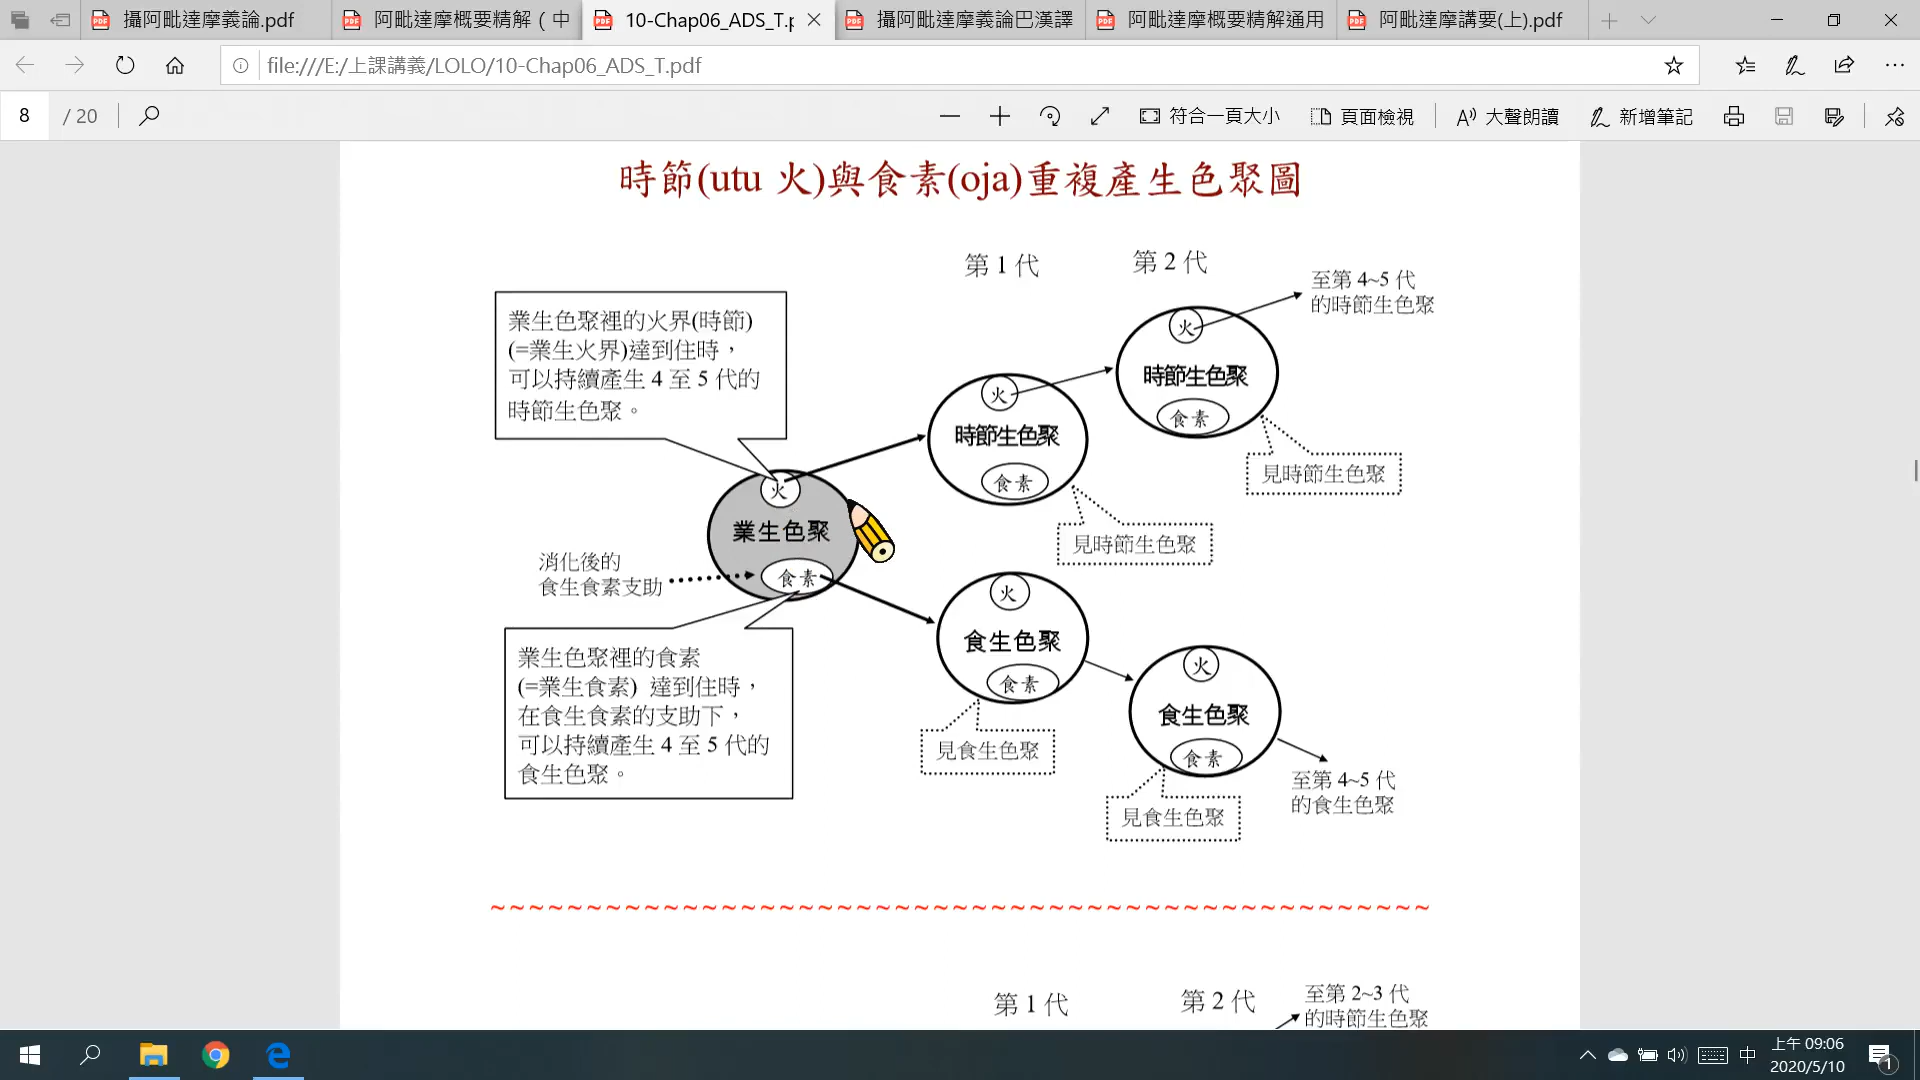 攝阿毗達摩義論.pdf
阿毗達摩概要精解 ( 中
10-Chap06_ADS_T.p
攝阿毗達摩義論巴漢譯
阿毗達摩概要精解通用
阿毗達摩講要(上).pdf
file:///E:/上課講義/LOLO/10-Chap06_ADS_T.pdf
8 / 20
符合一頁大小
頁面檢視
大聲朗讀
新增筆記
時節(utu 火)與食素(oja)重複產生色聚圖
第 1 代
第 2 代
至第 4~5 代
的時節生色聚
業生色聚裡的火界(時節)
(=業生火界)達到住時，
可以持續產生 4 至 5 代的
時節生色聚。
火
時節生色聚
食素
見時節生色聚
火
時節生色聚
食素
見時節生色聚
火
業生色聚
食素
消化後的
食生食素支助
火
食生色聚
食素
見食生色聚
業生色聚裡的食素
(=業生食素) 達到住時，
在食生食素的支助下，
可以持續產生 4 至 5 代的
食生色聚。
火
食生色聚
食素
見食生色聚
至第 4~5 代
的食生色聚
~~~~~~~~~~~~~~~~~~~~~~~~~~~~~~~~~~~~~~~~~~~~~~~~~
第 1 代
第 2 代
至第 2~3 代
的時節生色聚
中
上午 09:06
2020/5/10
1